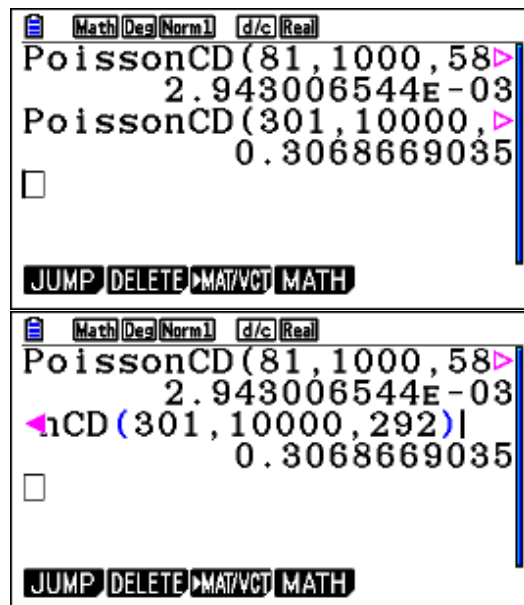 Math Deg Norm1 d/c Real
PoissonCD(81,1000,58
2.943006544E-03
PoissonCD(301,10000,
0.3068669035
JUMP DELETE ▶MAT/VCT MATH
Math Deg Norm1 d/c Real
PoissonCD(81,1000,58
2.943006544E-03
nCD(301,10000,292)
0.3068669035
JUMP DELETE ▶MAT/VCT MATH